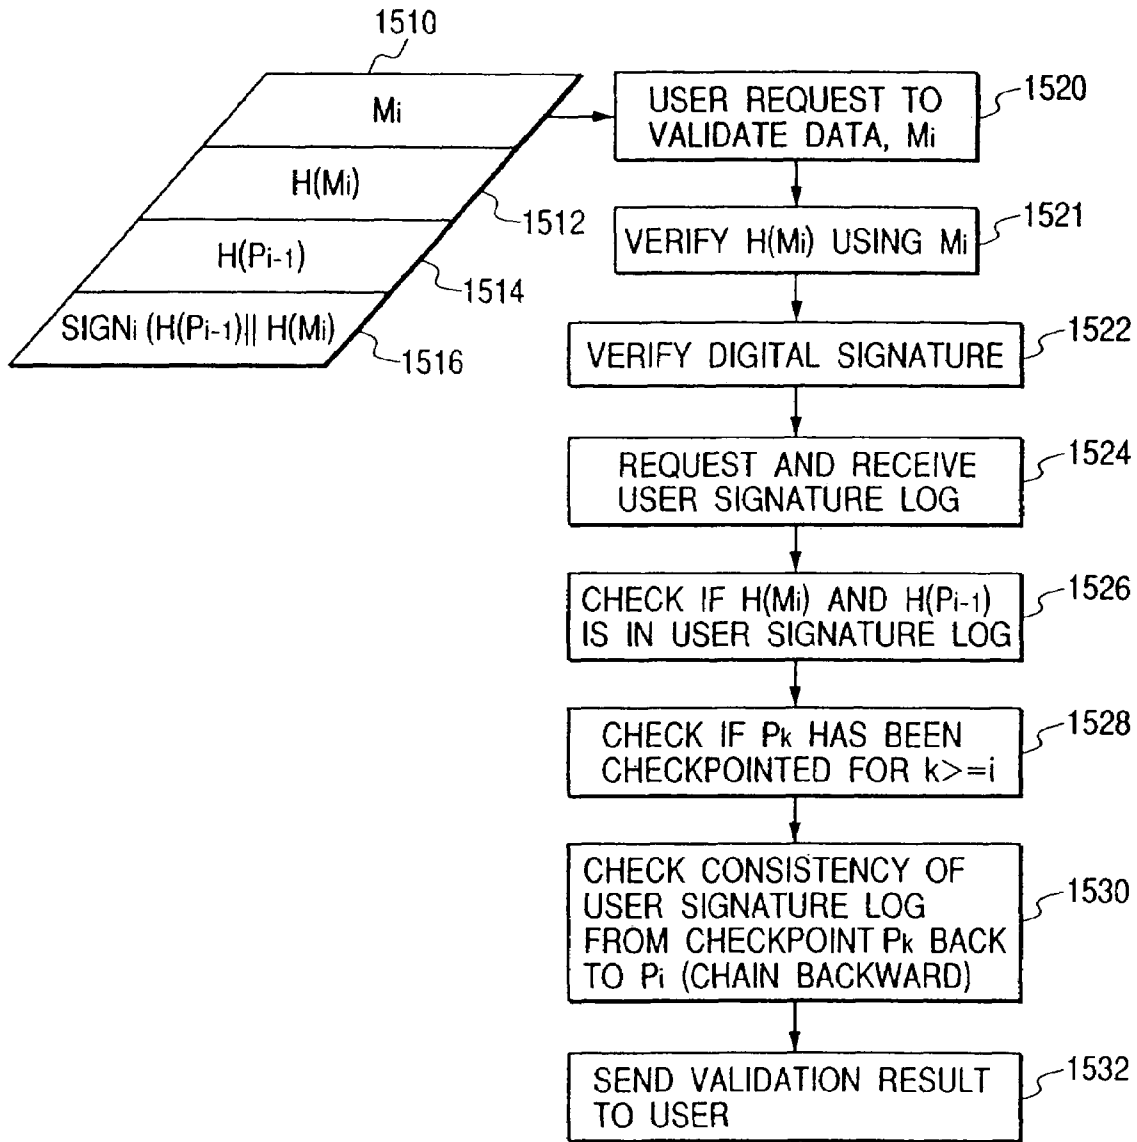 1510
Mi
H(Mi)
1512
H(Pi-1)
1514
SIGNi (H(Pi-1)|| H(Mi)
1516
USER REQUEST TO
VALIDATE DATA, Mi
1520
VERIFY H(Mi) USING Mi
1521
VERIFY DIGITAL SIGNATURE
1522
REQUEST AND RECEIVE
USER SIGNATURE LOG
1524
CHECK IF H(Mi) AND H(Pi-1)
IS IN USER SIGNATURE LOG
1526
CHECK IF Pk HAS BEEN
CHECKPOINTED FOR k>=i
1528
CHECK CONSISTENCY OF
USER SIGNATURE LOG
FROM CHECKPOINT Pk BACK
TO Pi (CHAIN BACKWARD)
1530
SEND VALIDATION RESULT
TO USER
1532